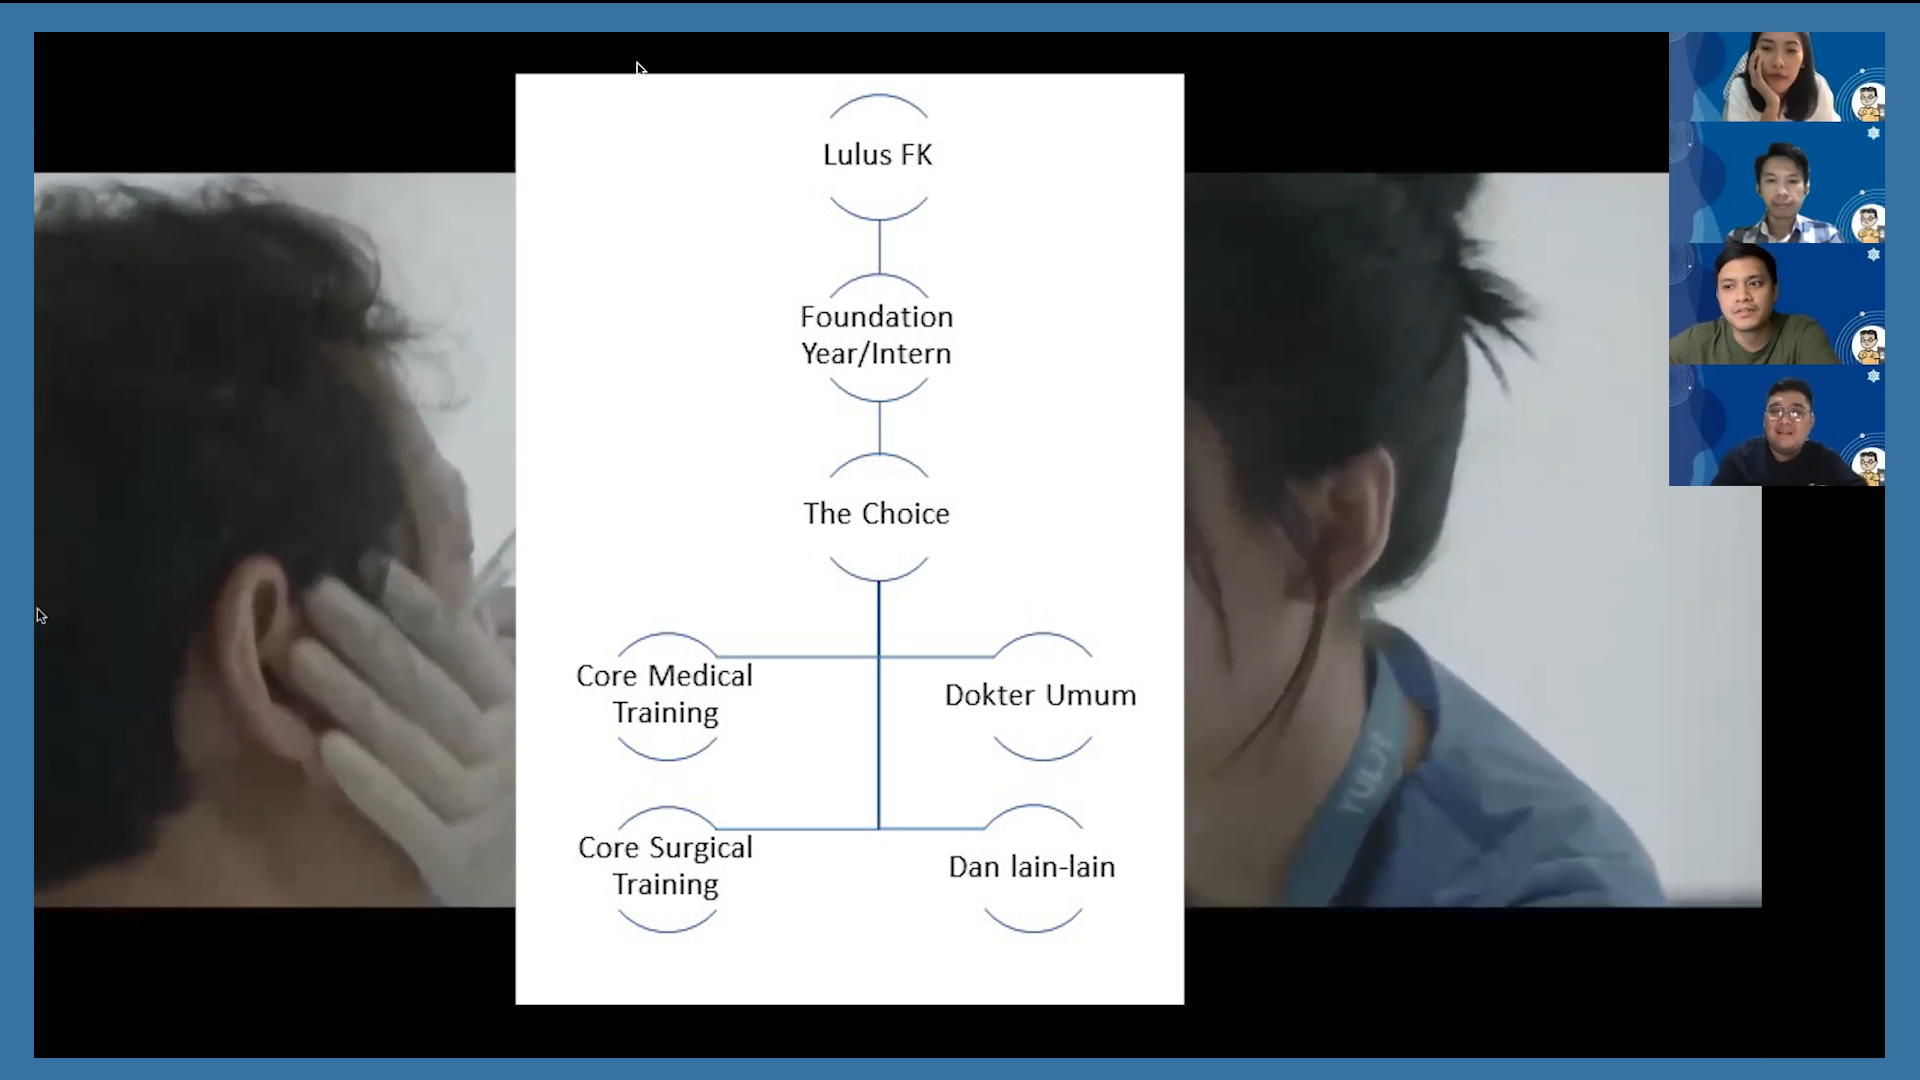 Lulus FK
Foundation
Year/Intern
The Choice
Core Medical
Training
Dokter Umum
Core Surgical
Training
Dan lain-lain